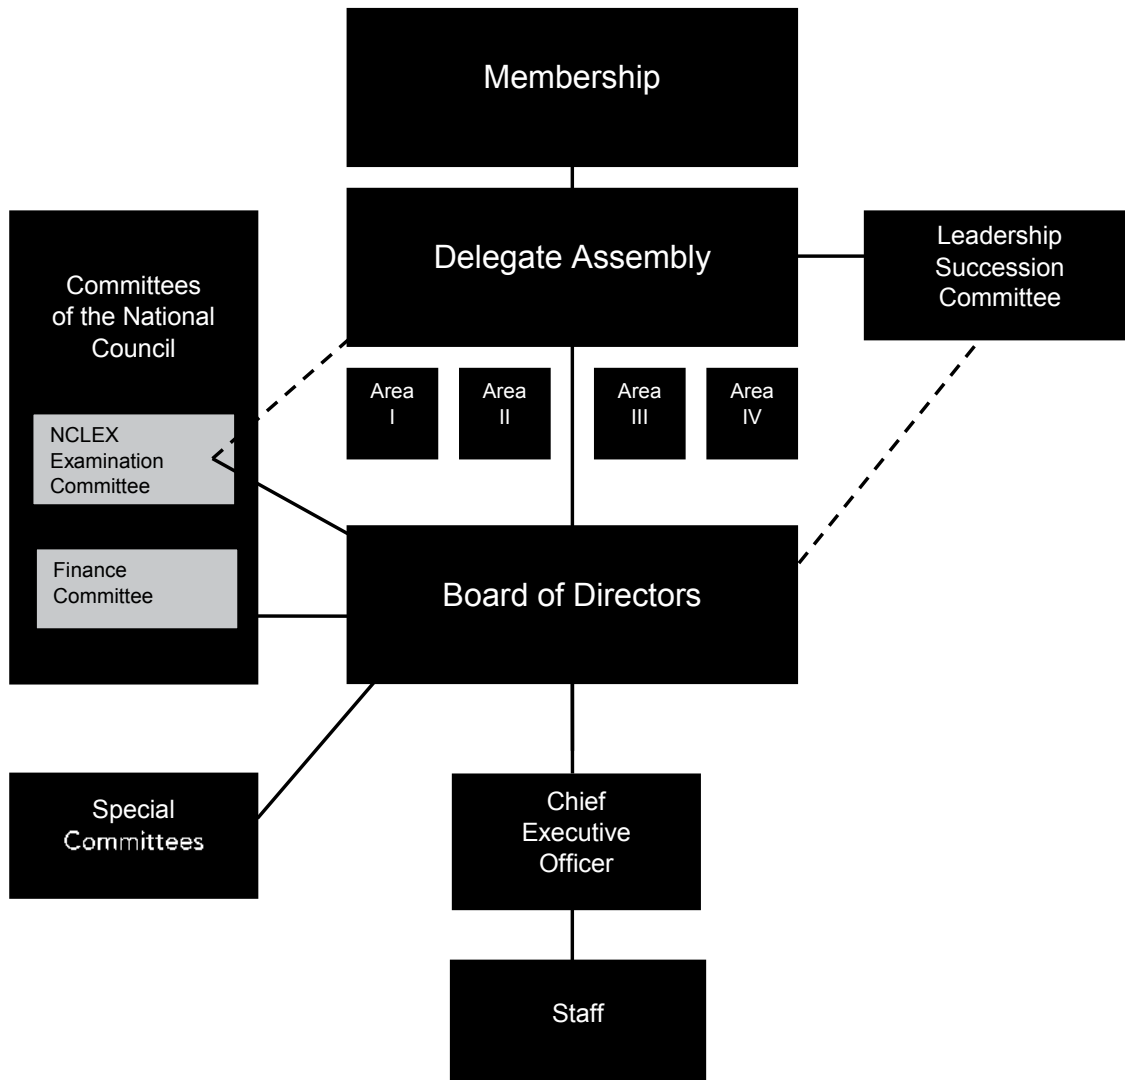 Membership
Delegate Assembly
Leadership
Succession
Committee
Committees
of the National
Council
Area
I
Area
II
Area
III
Area
IV
NCLEX
Examination
Committee
Finance
Committee
Board of Directors
Special
Committees
Chief
Executive
Officer
Staff